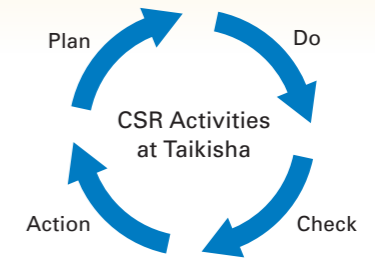 Plan
Do
CSR Activities
at Taikisha
Action
Check